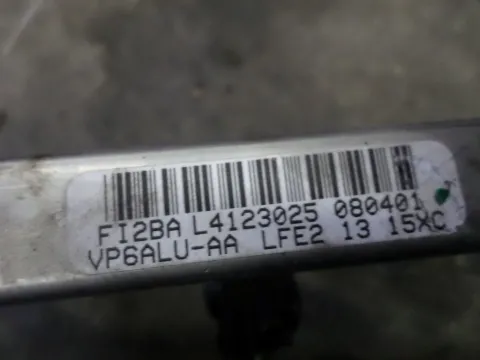 FI2BA L4123025 080401
VP6ALU-AA LFE2 13 15XC